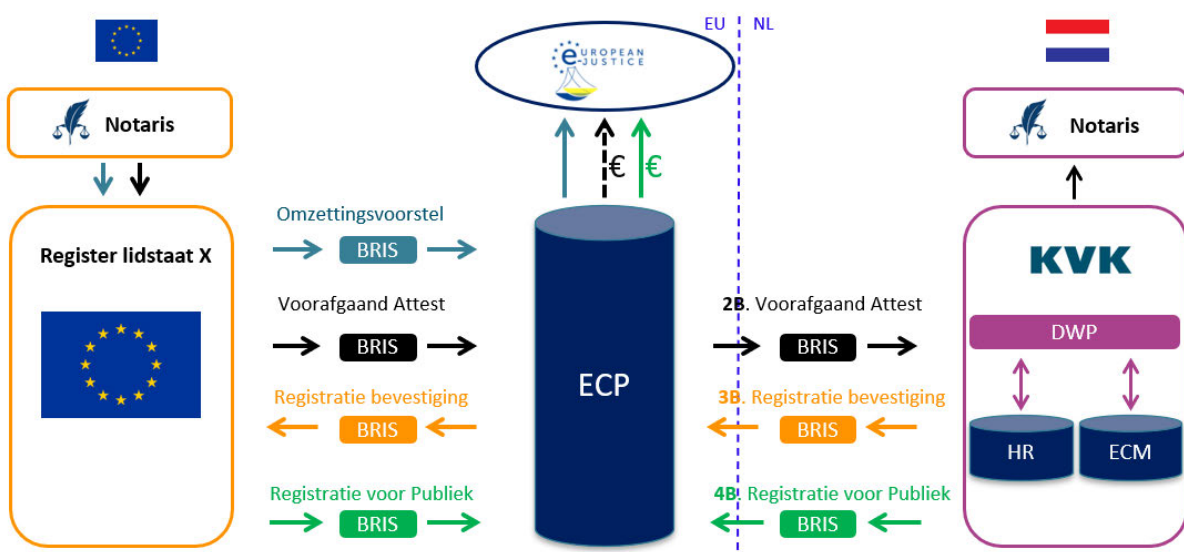 EU
NL
EUROPEAN
e-JUSTICE
Notaris
Notaris
€
€
Omzettingsvoorstel
BRIS
Register lidstaat X
KVK
Voorafgaand Attest
BRIS
2B. Voorafgaand Attest
BRIS
DWP
ECP
Registratie bevestiging
BRIS
3B. Registratie bevestiging
BRIS
HR
ECM
Registratie voor Publiek
BRIS
4B. Registratie voor Publiek
BRIS